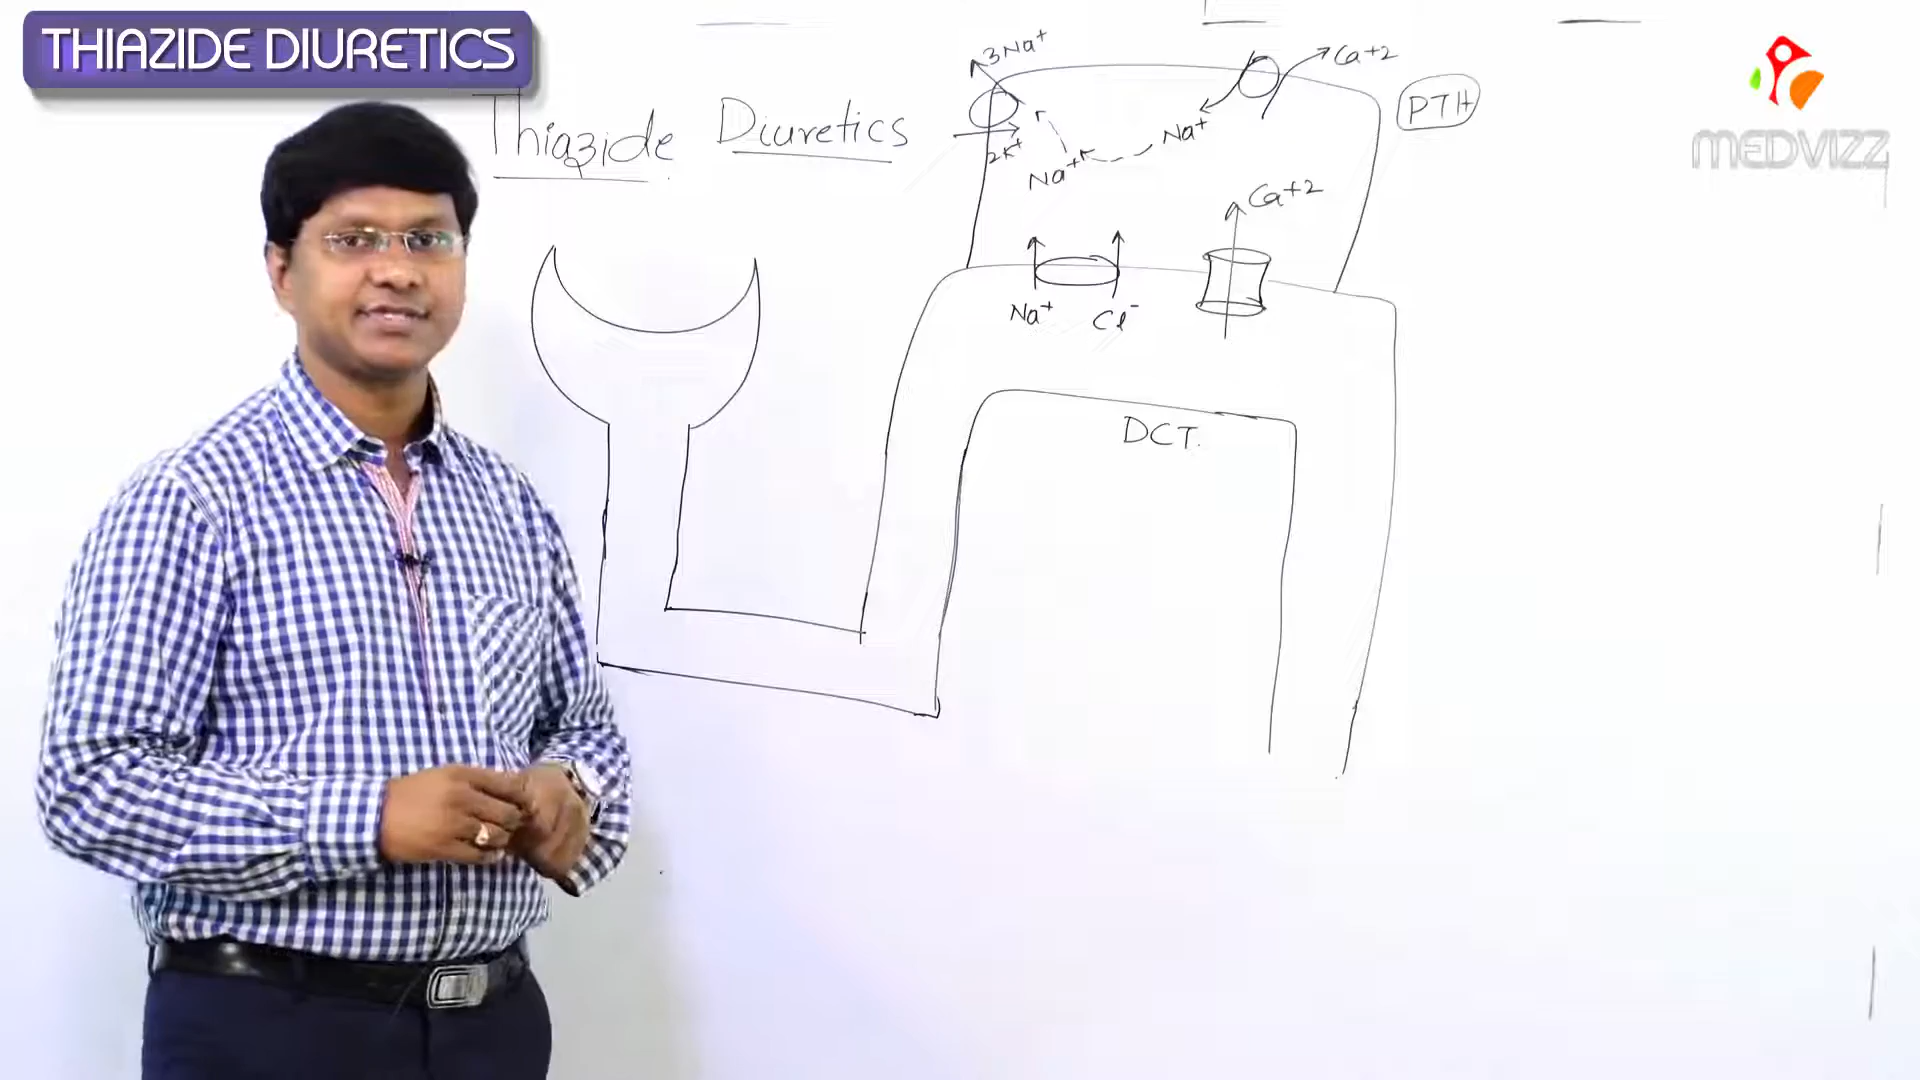 THIAZIDE DIURETICS
MEDVIZZ
Thiazide Diuretics
3Na+
2K+
Na+
Na+
Ca+2
PTH
Ca+2
Na+
Cl-
DCT.